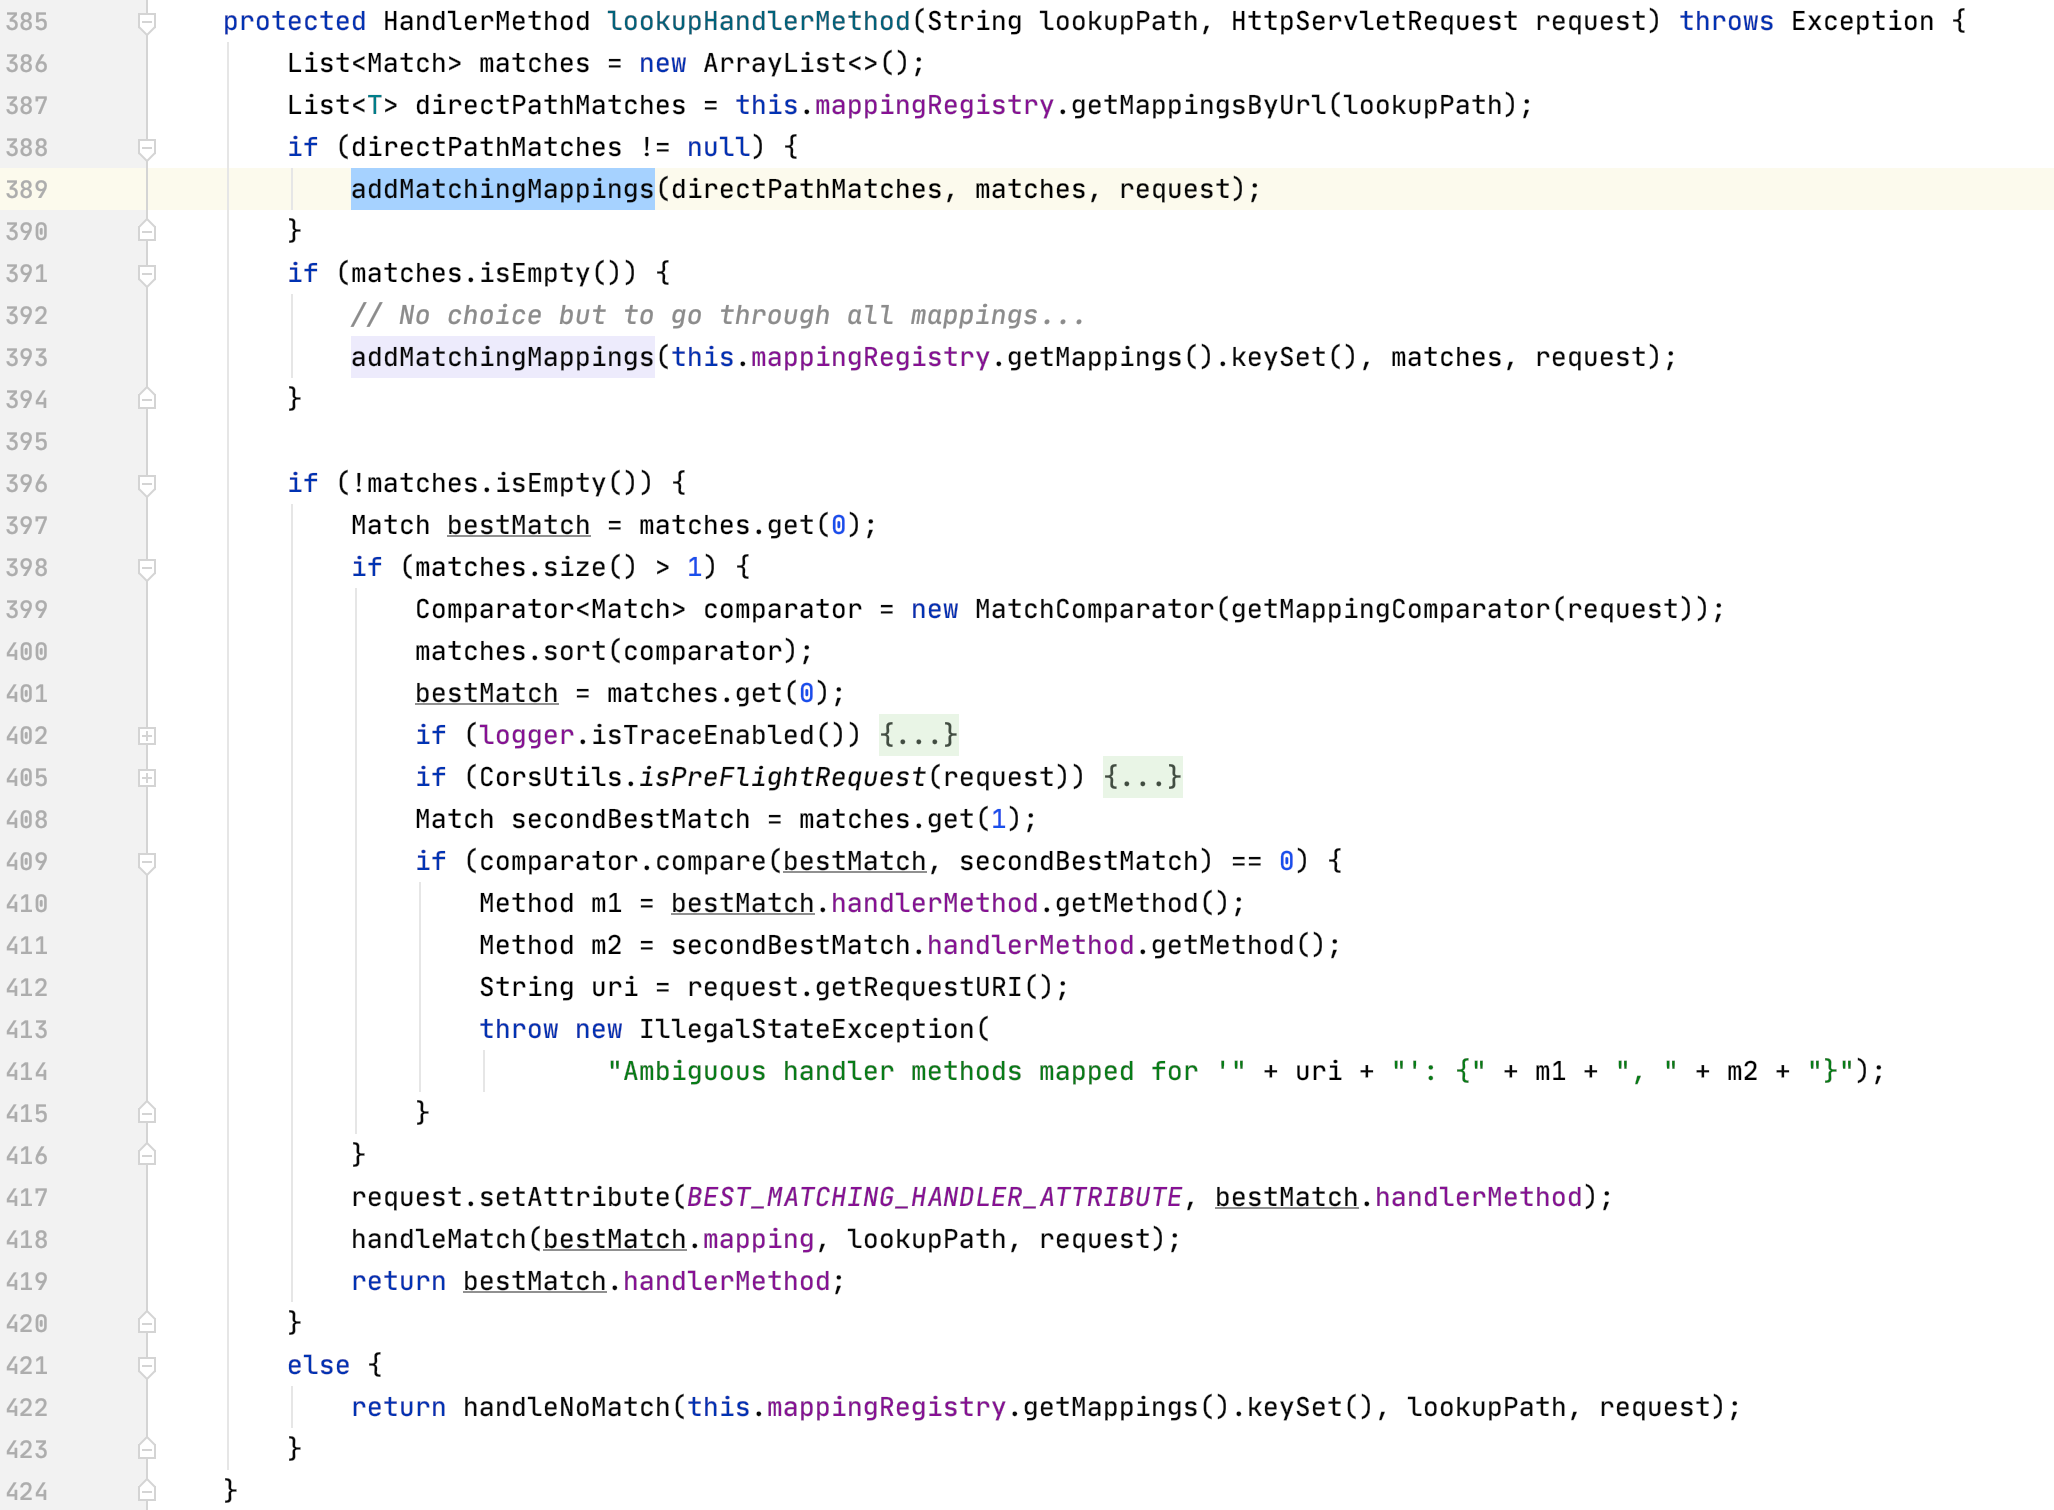 385 protected HandlerMethod lookupHandlerMethod(String lookupPath, HttpServletRequest request) throws Exception {
386 List<Match> matches = new ArrayList<>();
387 List<T> directPathMatches = this.mappingRegistry.getMappingsByUrl(lookupPath);
388 if (directPathMatches != null) {
389 addMatchingMappings(directPathMatches, matches, request);
390 }
391 if (matches.isEmpty()) {
392 // No choice but to go through all mappings...
393 addMatchingMappings(this.mappingRegistry.getMappings().keySet(), matches, request);
394 }
395
396 if (!matches.isEmpty()) {
397 Match bestMatch = matches.get(0);
398 if (matches.size() > 1) {
399 Comparator<Match> comparator = new MatchComparator(getMappingComparator(request));
400 matches.sort(comparator);
401 bestMatch = matches.get(0);
402 if (logger.isTraceEnabled()) {...}
405 if (CorsUtils.isPreFlightRequest(request)) {...}
408 Match secondBestMatch = matches.get(1);
409 if (comparator.compare(bestMatch, secondBestMatch) == 0) {
410 Method m1 = bestMatch.handlerMethod.getMethod();
411 Method m2 = secondBestMatch.handlerMethod.getMethod();
412 String uri = request.getRequestURI();
413 throw new IllegalStateException(
414 "Ambiguous handler methods mapped for '" + uri + "': {" + m1 + ", " + m2 + "}");
415 }
416 }
417 request.setAttribute(BEST_MATCHING_HANDLER_ATTRIBUTE, bestMatch.handlerMethod);
418 handleMatch(bestMatch.mapping, lookupPath, request);
419 return bestMatch.handlerMethod;
420 }
421 else {
422 return handleNoMatch(this.mappingRegistry.getMappings().keySet(), lookupPath, request);
423 }
424 }